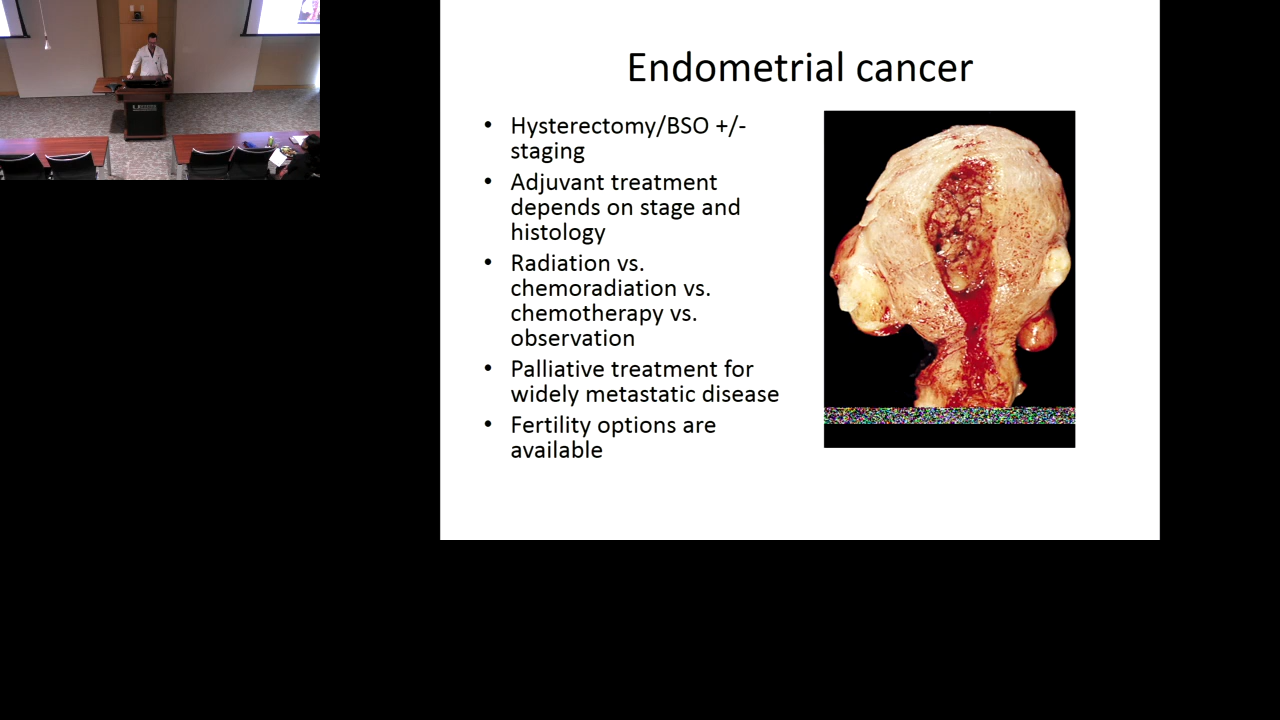 Endometrial cancer
• Hysterectomy/BSO +/-
staging
• Adjuvant treatment
depends on stage and
histology
• Radiation vs.
chemoradiation vs.
chemotherapy vs.
observation
• Palliative treatment for
widely metastatic disease
• Fertility options are
available